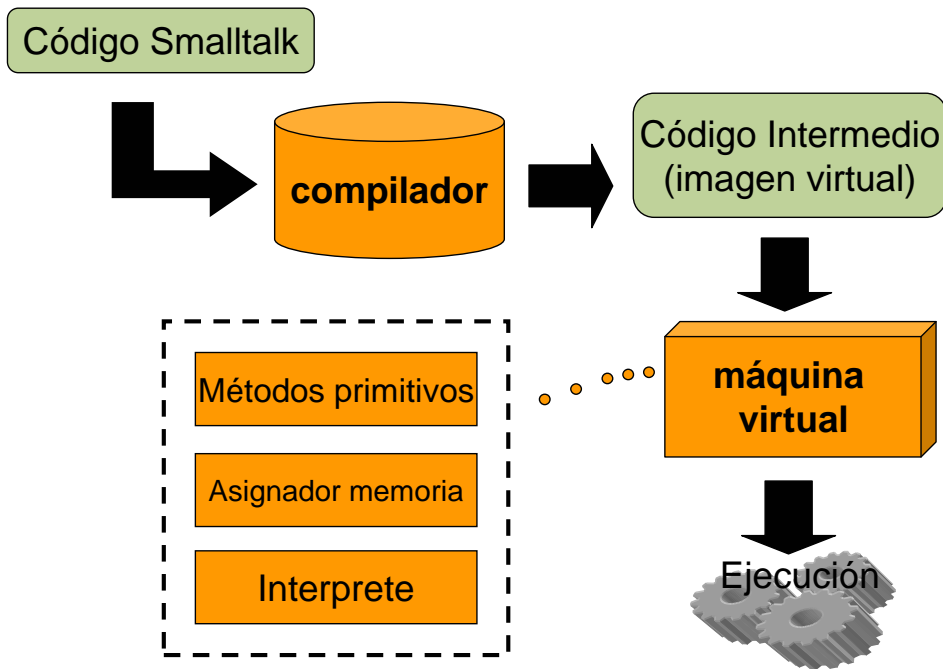 Código Smalltalk
compilador
Código Intermedio
(imagen virtual)
Métodos primitivos
Asignador memoria
Interprete
máquina
virtual
Ejecución